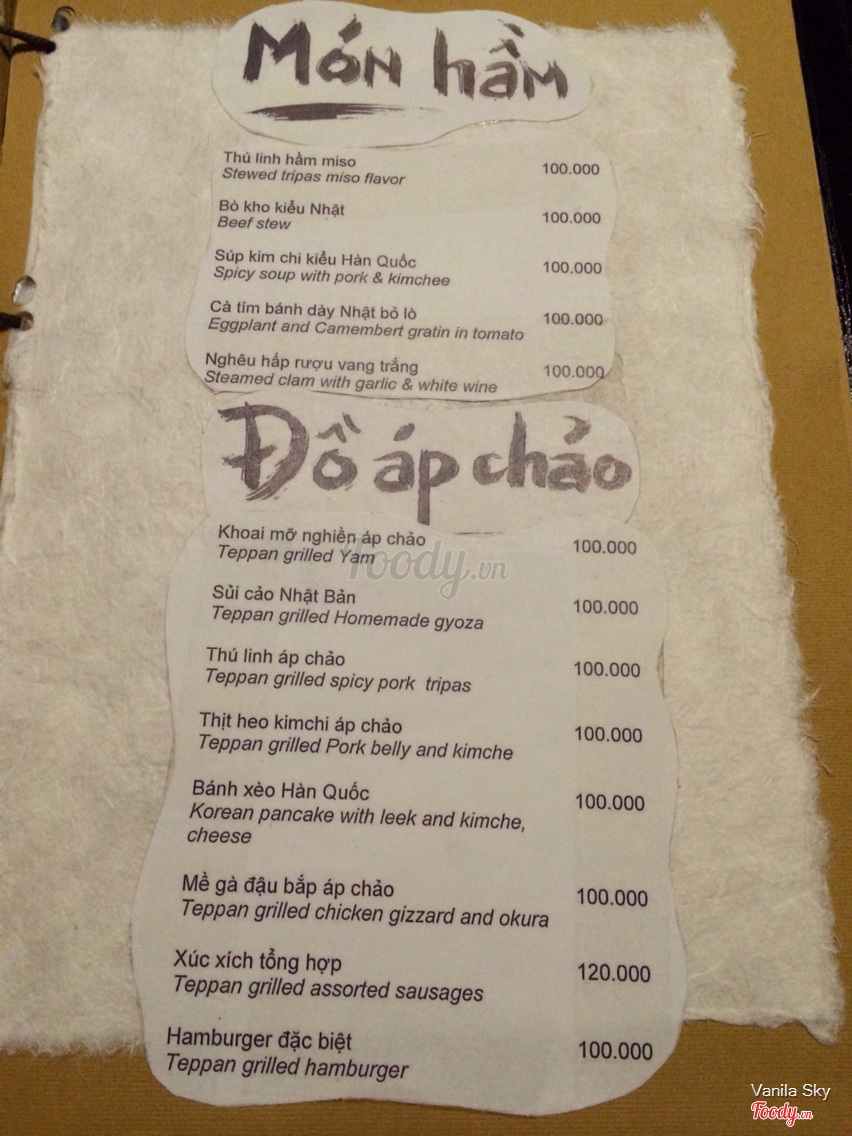 Món hầm
Thú linh hầm miso
Stewed tripas miso flavor 100.000
Bò kho kiểu Nhật
Beef stew 100.000
Súp kim chi kiểu Hàn Quốc
Spicy soup with pork & kimchee 100.000
Cà tím bánh dày Nhật bỏ lò
Eggplant and Camembert gratin in tomato 100.000
Nghêu hấp rượu vang trắng
Steamed clam with garlic & white wine 100.000
Đồ áp chảo
Khoai mỡ nghiền áp chảo
Teppan grilled Yam 100.000
Foody.vn
Sủi cảo Nhật Bản
Teppan grilled Homemade gyoza 100.000
Thú linh áp chảo
Teppan grilled spicy pork tripas 100.000
Thịt heo kimchi áp chảo
Teppan grilled Pork belly and kimche 100.000
Bánh xèo Hàn Quốc 100.000
Korean pancake with leek and kimche,
cheese
Mề gà đậu bắp áp chảo
Teppan grilled chicken gizzard and okura 100.000
Xúc xích tổng hợp
Teppan grilled assorted sausages 120.000
Hamburger đặc biệt
Teppan grilled hamburger 100.000
Vanila Sky
Foody.vn